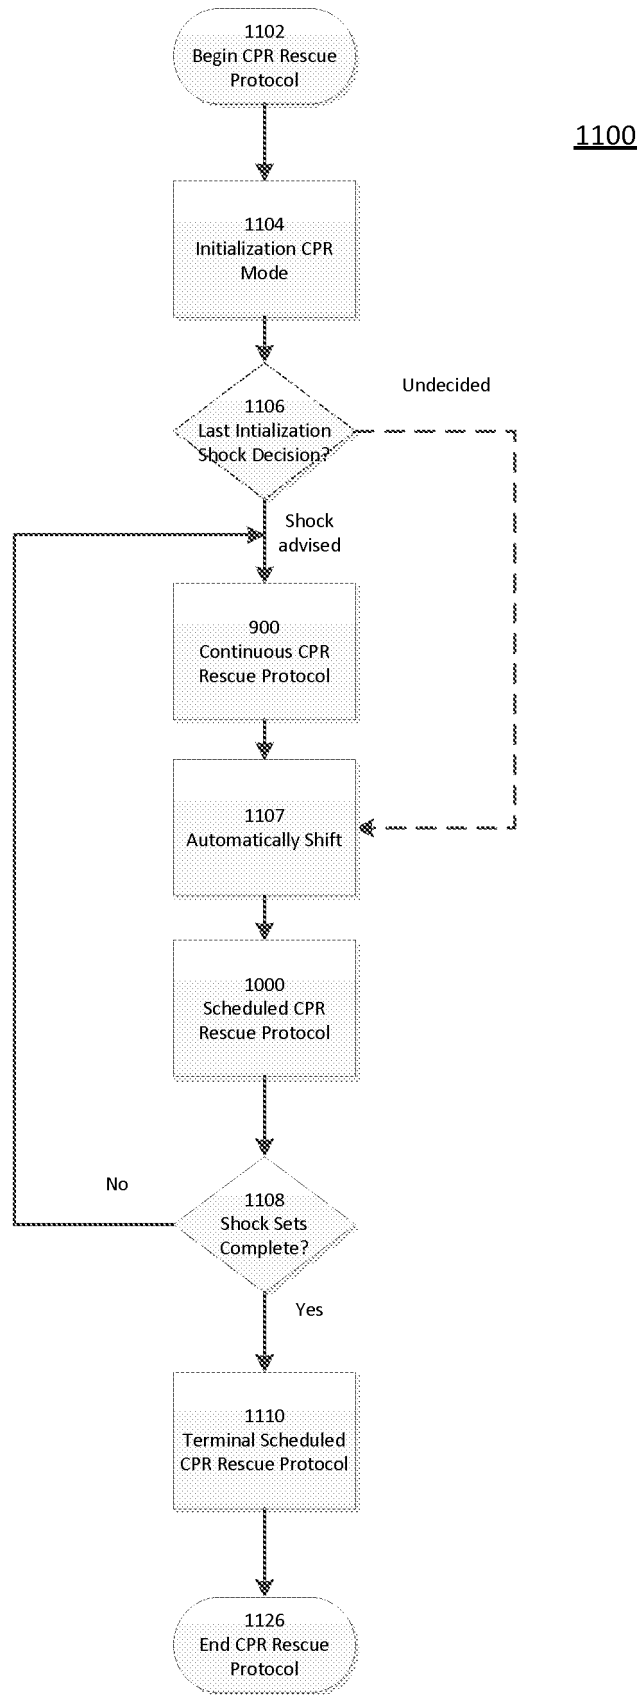 1102
Begin CPR Rescue
Protocol
1100
1104
Initialization CPR
Mode
Undecided
1106
Last Intialization
Shock Decision?
Shock
advised
900
Continuous CPR
Rescue Protocol
1107
Automatically Shift
1000
Scheduled CPR
Rescue Protocol
No
1108
Shock Sets
Complete?
Yes
1110
Terminal Scheduled
CPR Rescue Protocol
1126
End CPR Rescue
Protocol